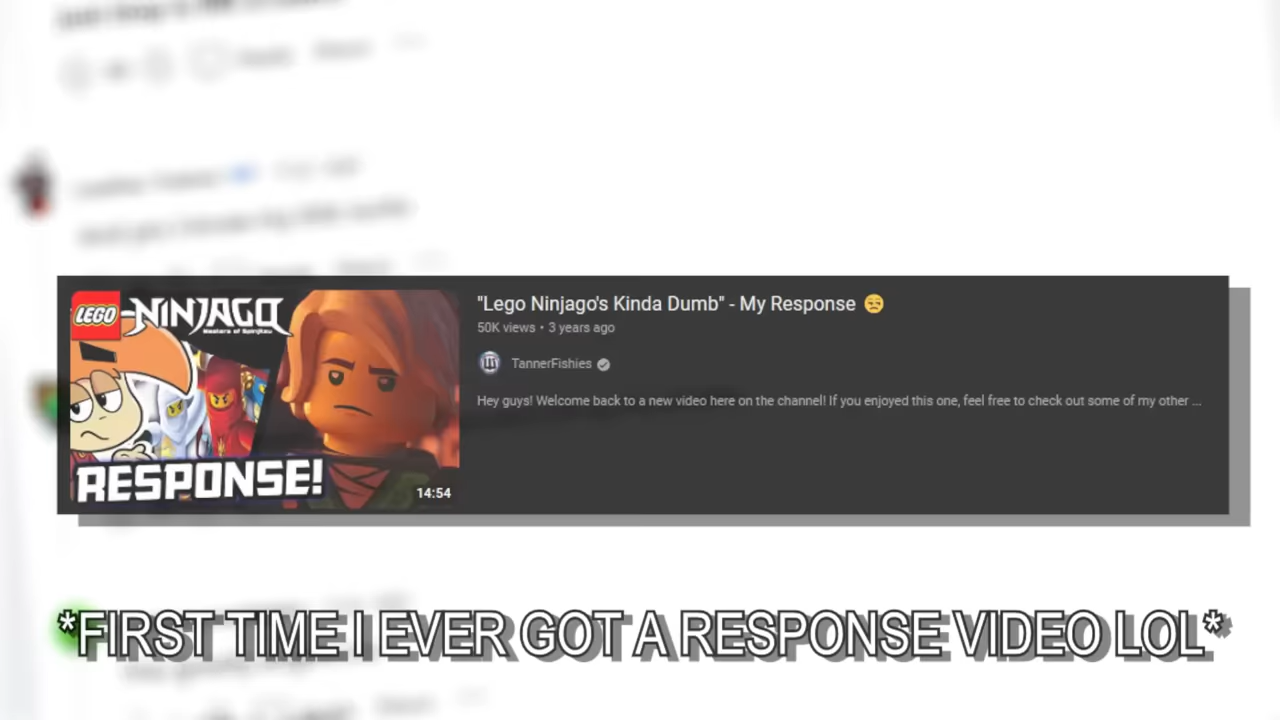 LEGO
NINJAGO
Masters of Spinjitzu
RESPONSE!
14:54
"Lego Ninjago's Kinda Dumb" - My Response 😒
50K views • 3 years ago
TannerFishies
Hey guys! Welcome back to a new video here on the channel! If you enjoyed this one, feel free to check out some of my other ...
*FIRST TIME I EVER GOT A RESPONSE VIDEO LOL*